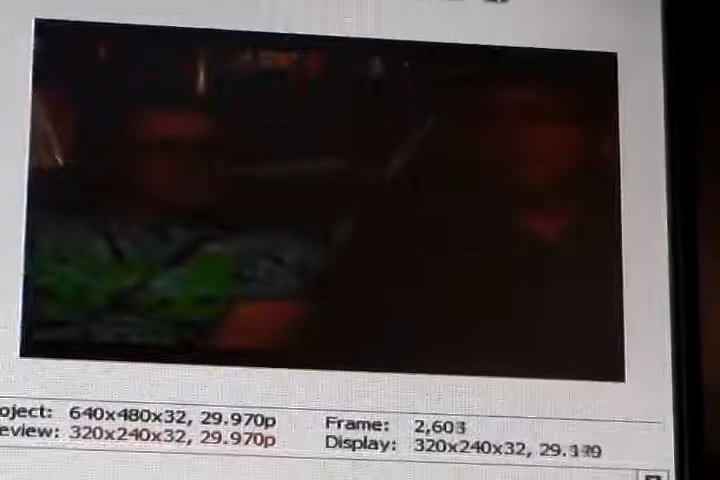 oject: 640x480x32, 29.970p Frame: 2,603
eview: 320x240x32, 29.970p Display: 320x240x32,